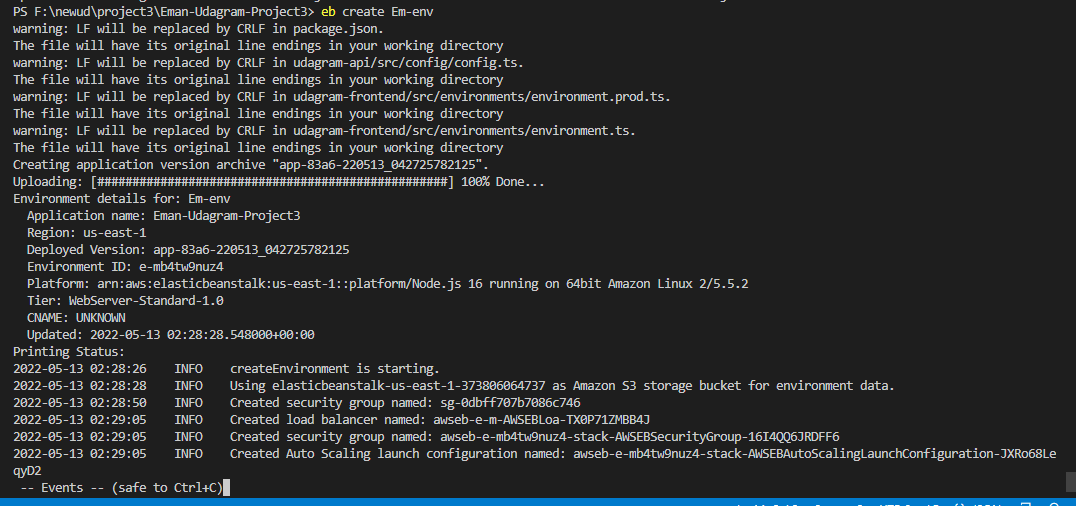 PS F:\newud\project3\Eman-Udagram-Project3> eb create Em-env
warning: LF will be replaced by CRLF in package.json.
The file will have its original line endings in your working directory
warning: LF will be replaced by CRLF in udagram-api/src/config/config.ts.
The file will have its original line endings in your working directory
warning: LF will be replaced by CRLF in udagram-frontend/src/environments/environment.prod.ts.
The file will have its original line endings in your working directory
warning: LF will be replaced by CRLF in udagram-frontend/src/environments/environment.ts.
The file will have its original line endings in your working directory
Creating application version archive "app-83a6-220513_042725782125".
Uploading: [##################################################] 100% Done...
Environment details for: Em-env
  Application name: Eman-Udagram-Project3
  Region: us-east-1
  Deployed Version: app-83a6-220513_042725782125
  Environment ID: e-mb4tw9nuz4
  Platform: arn:aws:elasticbeanstalk:us-east-1::platform/Node.js 16 running on 64bit Amazon Linux 2/5.5.2
  Tier: WebServer-Standard-1.0
  CNAME: UNKNOWN
  Updated: 2022-05-13 02:28:28.548000+00:00
Printing Status:
2022-05-13 02:28:26    INFO    createEnvironment is starting.
2022-05-13 02:28:28    INFO    Using elasticbeanstalk-us-east-1-373806064737 as Amazon S3 storage bucket for environment data.
2022-05-13 02:28:50    INFO    Created security group named: sg-0dbff707b7086c746
2022-05-13 02:29:05    INFO    Created load balancer named: awseb-e-m-AWSEBLoa-TX0P71ZMBB4J
2022-05-13 02:29:05    INFO    Created security group named: awseb-e-mb4tw9nuz4-stack-AWSEBSecurityGroup-16I4QQ6JRDFF6
2022-05-13 02:29:05    INFO    Created Auto Scaling launch configuration named: awseb-e-mb4tw9nuz4-stack-AWSEBAutoScalingLaunchConfiguration-JXRo68Le
qyD2
 -- Events -- (safe to Ctrl+C)